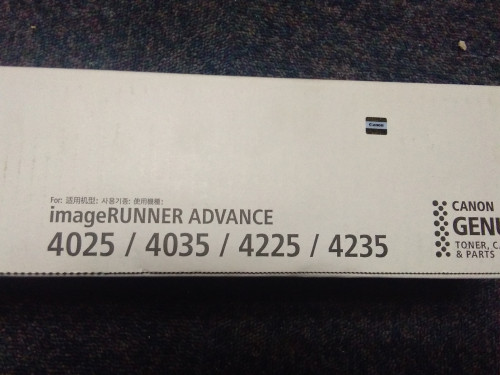 Canon
For: 适用机型: 사용기종: 使用機種:
imageRUNNER ADVANCE
4025 / 4035 / 4225 / 4235
CANON
TONER,
& PARTS